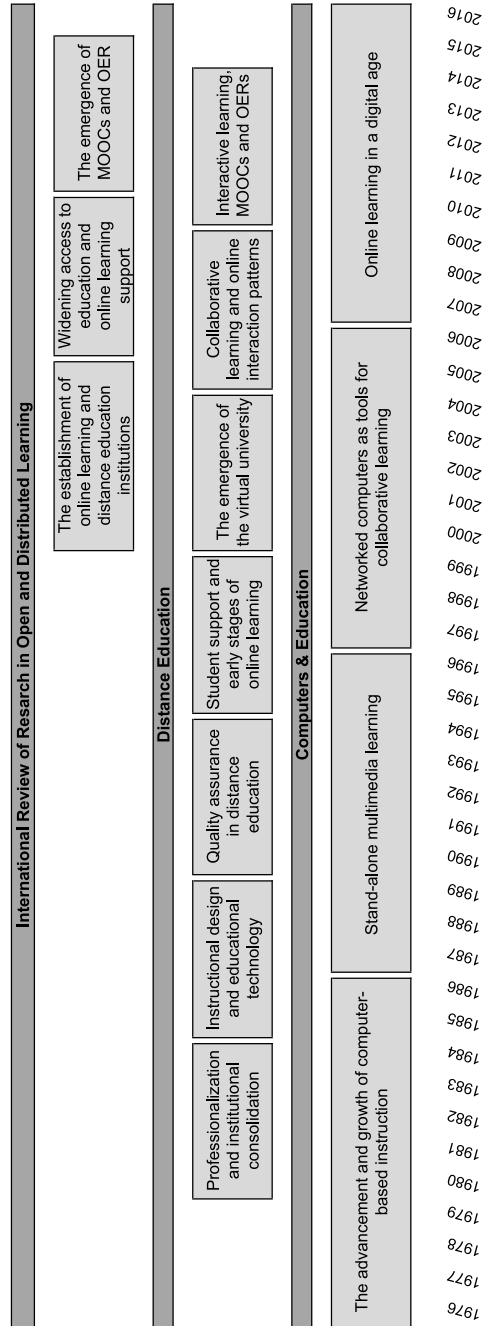 International Review of Resarch in Open and Distributed Learning
The establishment of
online learning and
distance education
institutions
Widening access to
education and
online learning
support
The emergence of
MOOCs and OER
Distance Education
Professionalization
and institutional
consolidation
Instructional design
and educational
technology
Quality assurance
in distance
education
Student support and
early stages of
online learning
The emergence of
the virtual university
Collaborative
learning and online
interaction patterns
Interactive learning,
MOOCs and OERs
Computers & Education
The advancement and growth of computer-
based instruction
Stand-alone multimedia learning
Networked computers as tools for
collaborative learning
Online learning in a digital age
1976
1977
1978
1979
1980
1981
1982
1983
1984
1985
1986
1987
1988
1989
1990
1991
1992
1993
1994
1995
1996
1997
1998
1999
2000
2001
2002
2003
2004
2005
2006
2007
2008
2009
2010
2011
2012
2013
2014
2015
2016